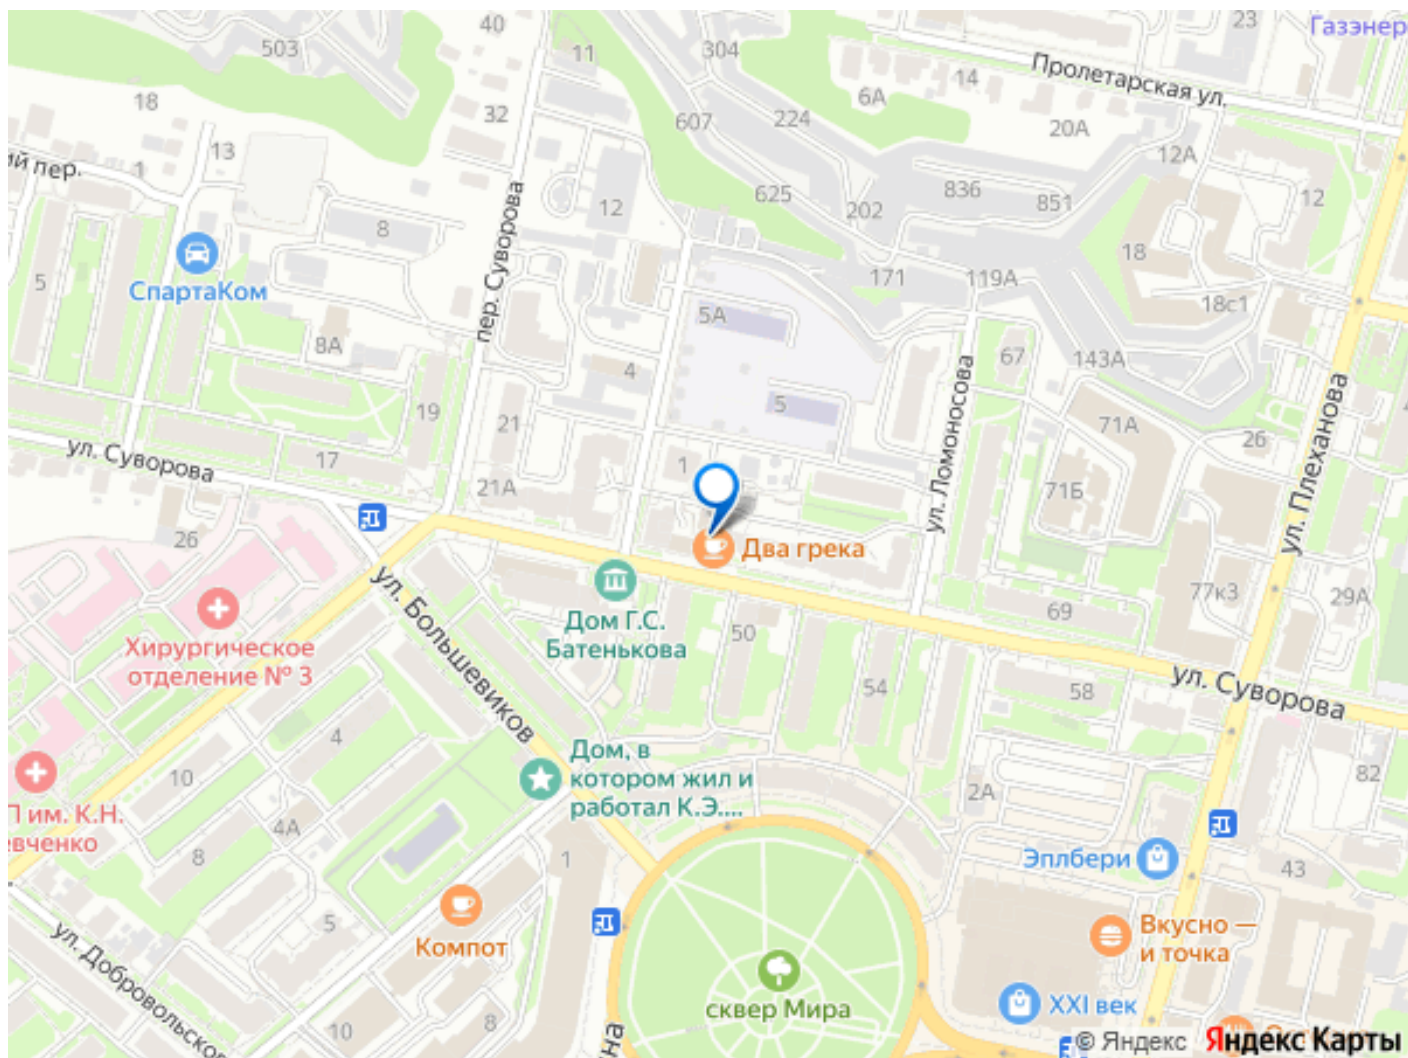 503
40
304
23
Газэнер
11
14
Пролетарская ул.
18
32
6А
607
224
20А
13
ий пер.
1
12А
625
836
851
12
12
202
8
пер. Суворова
18
СпартаКом
5
171
119А
18с1
5А
8А
67
143А
4
5
19
21
ул. Ломоносова
71А
26
ул. Плеханова
ул. Суворова
17
1
21А
71Б
26
Два грека
77к3
29А
69
Дом Г.С.
Батенькова
50
ул. Большевиков
Хирургическое
отделение № 3
54
58
ул. Суворова
4
10
Дом, в
котором жил и
работал К.Э....
2А
82
П им. К.Н.
евченко
4А
8
1
Эплбери
43
5
Компот
Вкусно —
и точка
ул. Добровольско
сквер Мира
XXI век
10
8
на
© Яндекс
Яндекс Карты